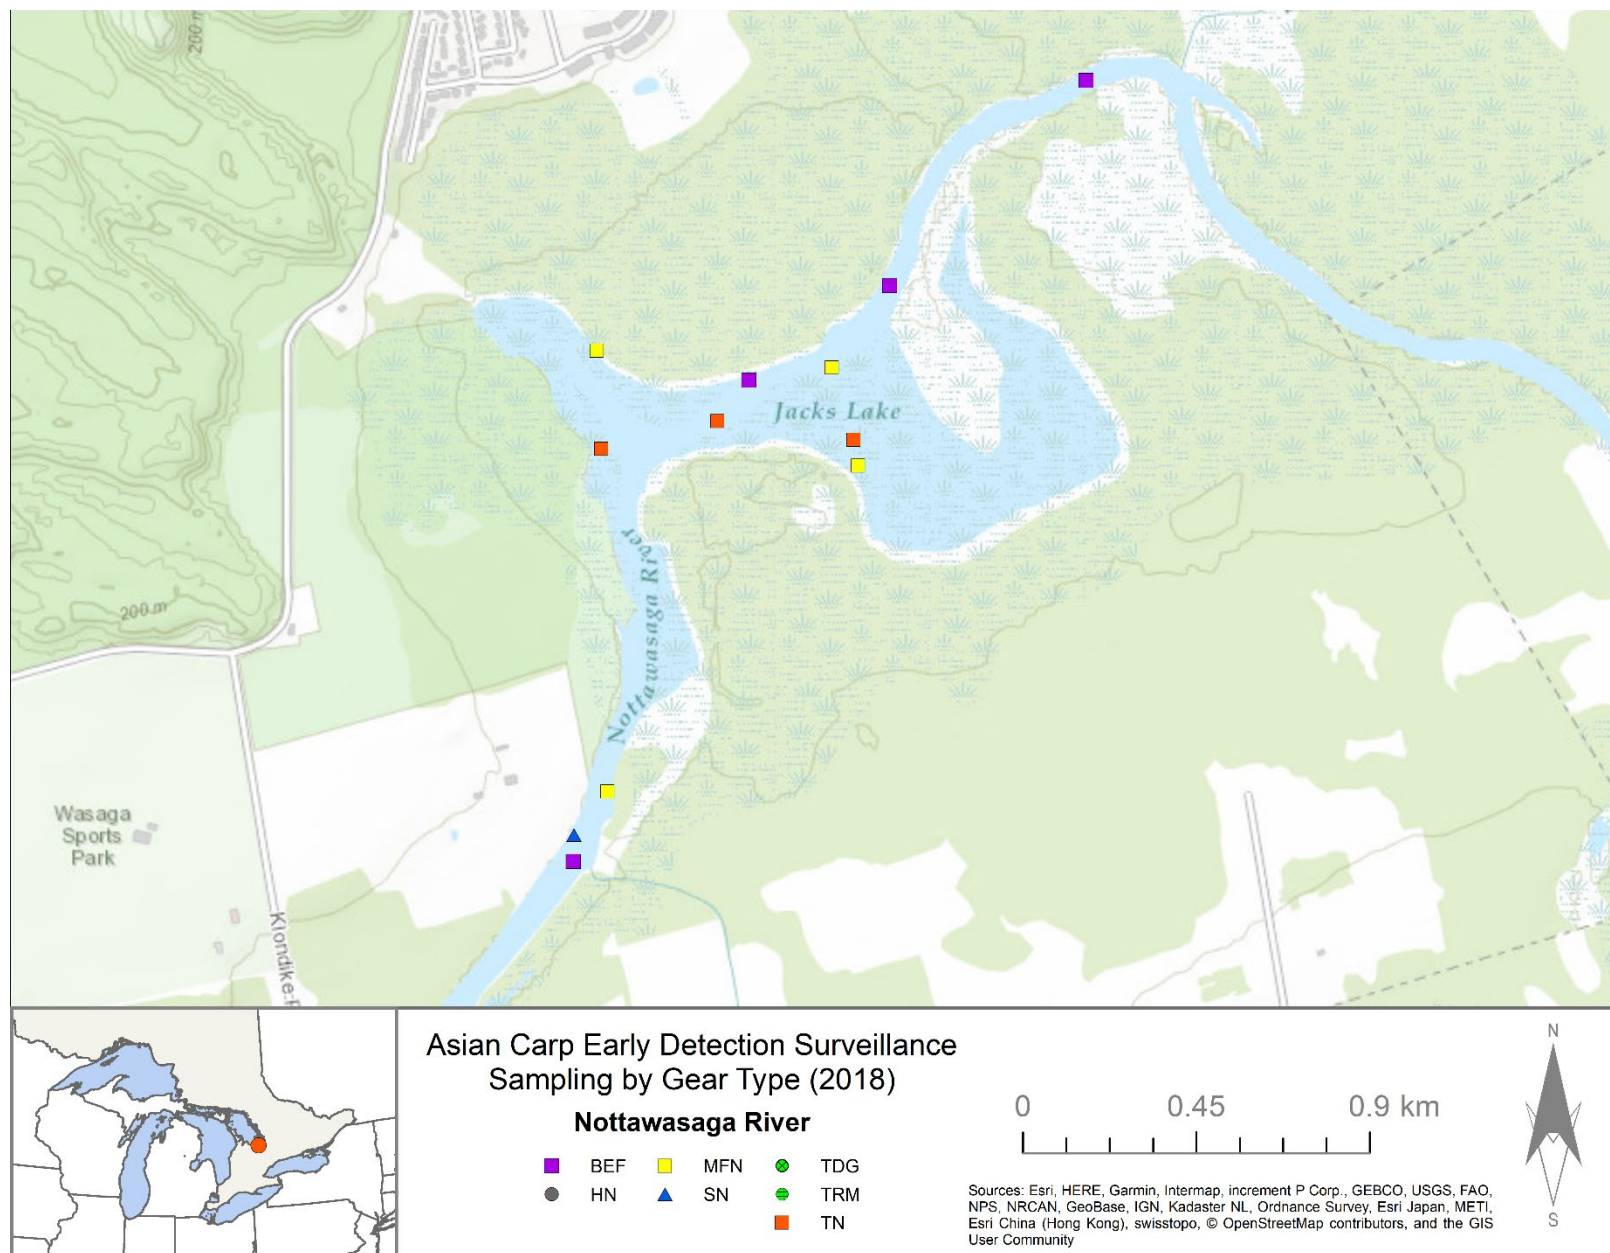 200 m
Jacks Lake
Nottawasaga River
200 m
Wasaga
Sports
Park
Klondike
Asian Carp Early Detection Surveillance
Sampling by Gear Type (2018)
Nottawasaga River
BEF MFN TDG
HN SN TRM
TN
0 0.45 0.9 km
N
S
Sources: Esri, HERE, Garmin, Intermap, increment P Corp., GEBCO, USGS, FAO,
NPS, NRCAN, GeoBase, IGN, Kadaster NL, Ordnance Survey, Esri Japan, METI,
Esri China (Hong Kong), swisstopo, © OpenStreetMap contributors, and the GIS
User Community